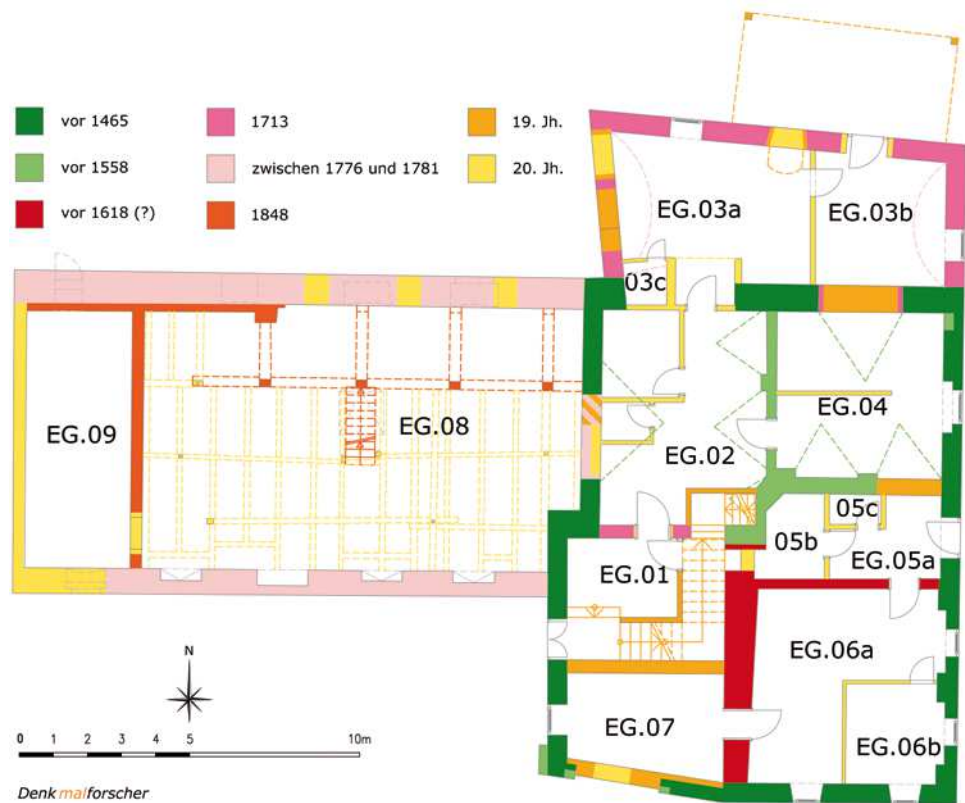 vor 1465
1713
19. Jh.
vor 1558
zwischen 1776 und 1781
20. Jh.
vor 1618 (?)
1848
EG.03a
EG.03b
03c
EG.09
EG.08
EG.02
EG.04
05c
05b
EG.05a
EG.01
EG.06a
EG.07
EG.06b
N
0 1 2 3 4 5 10m
Denkmalforscher